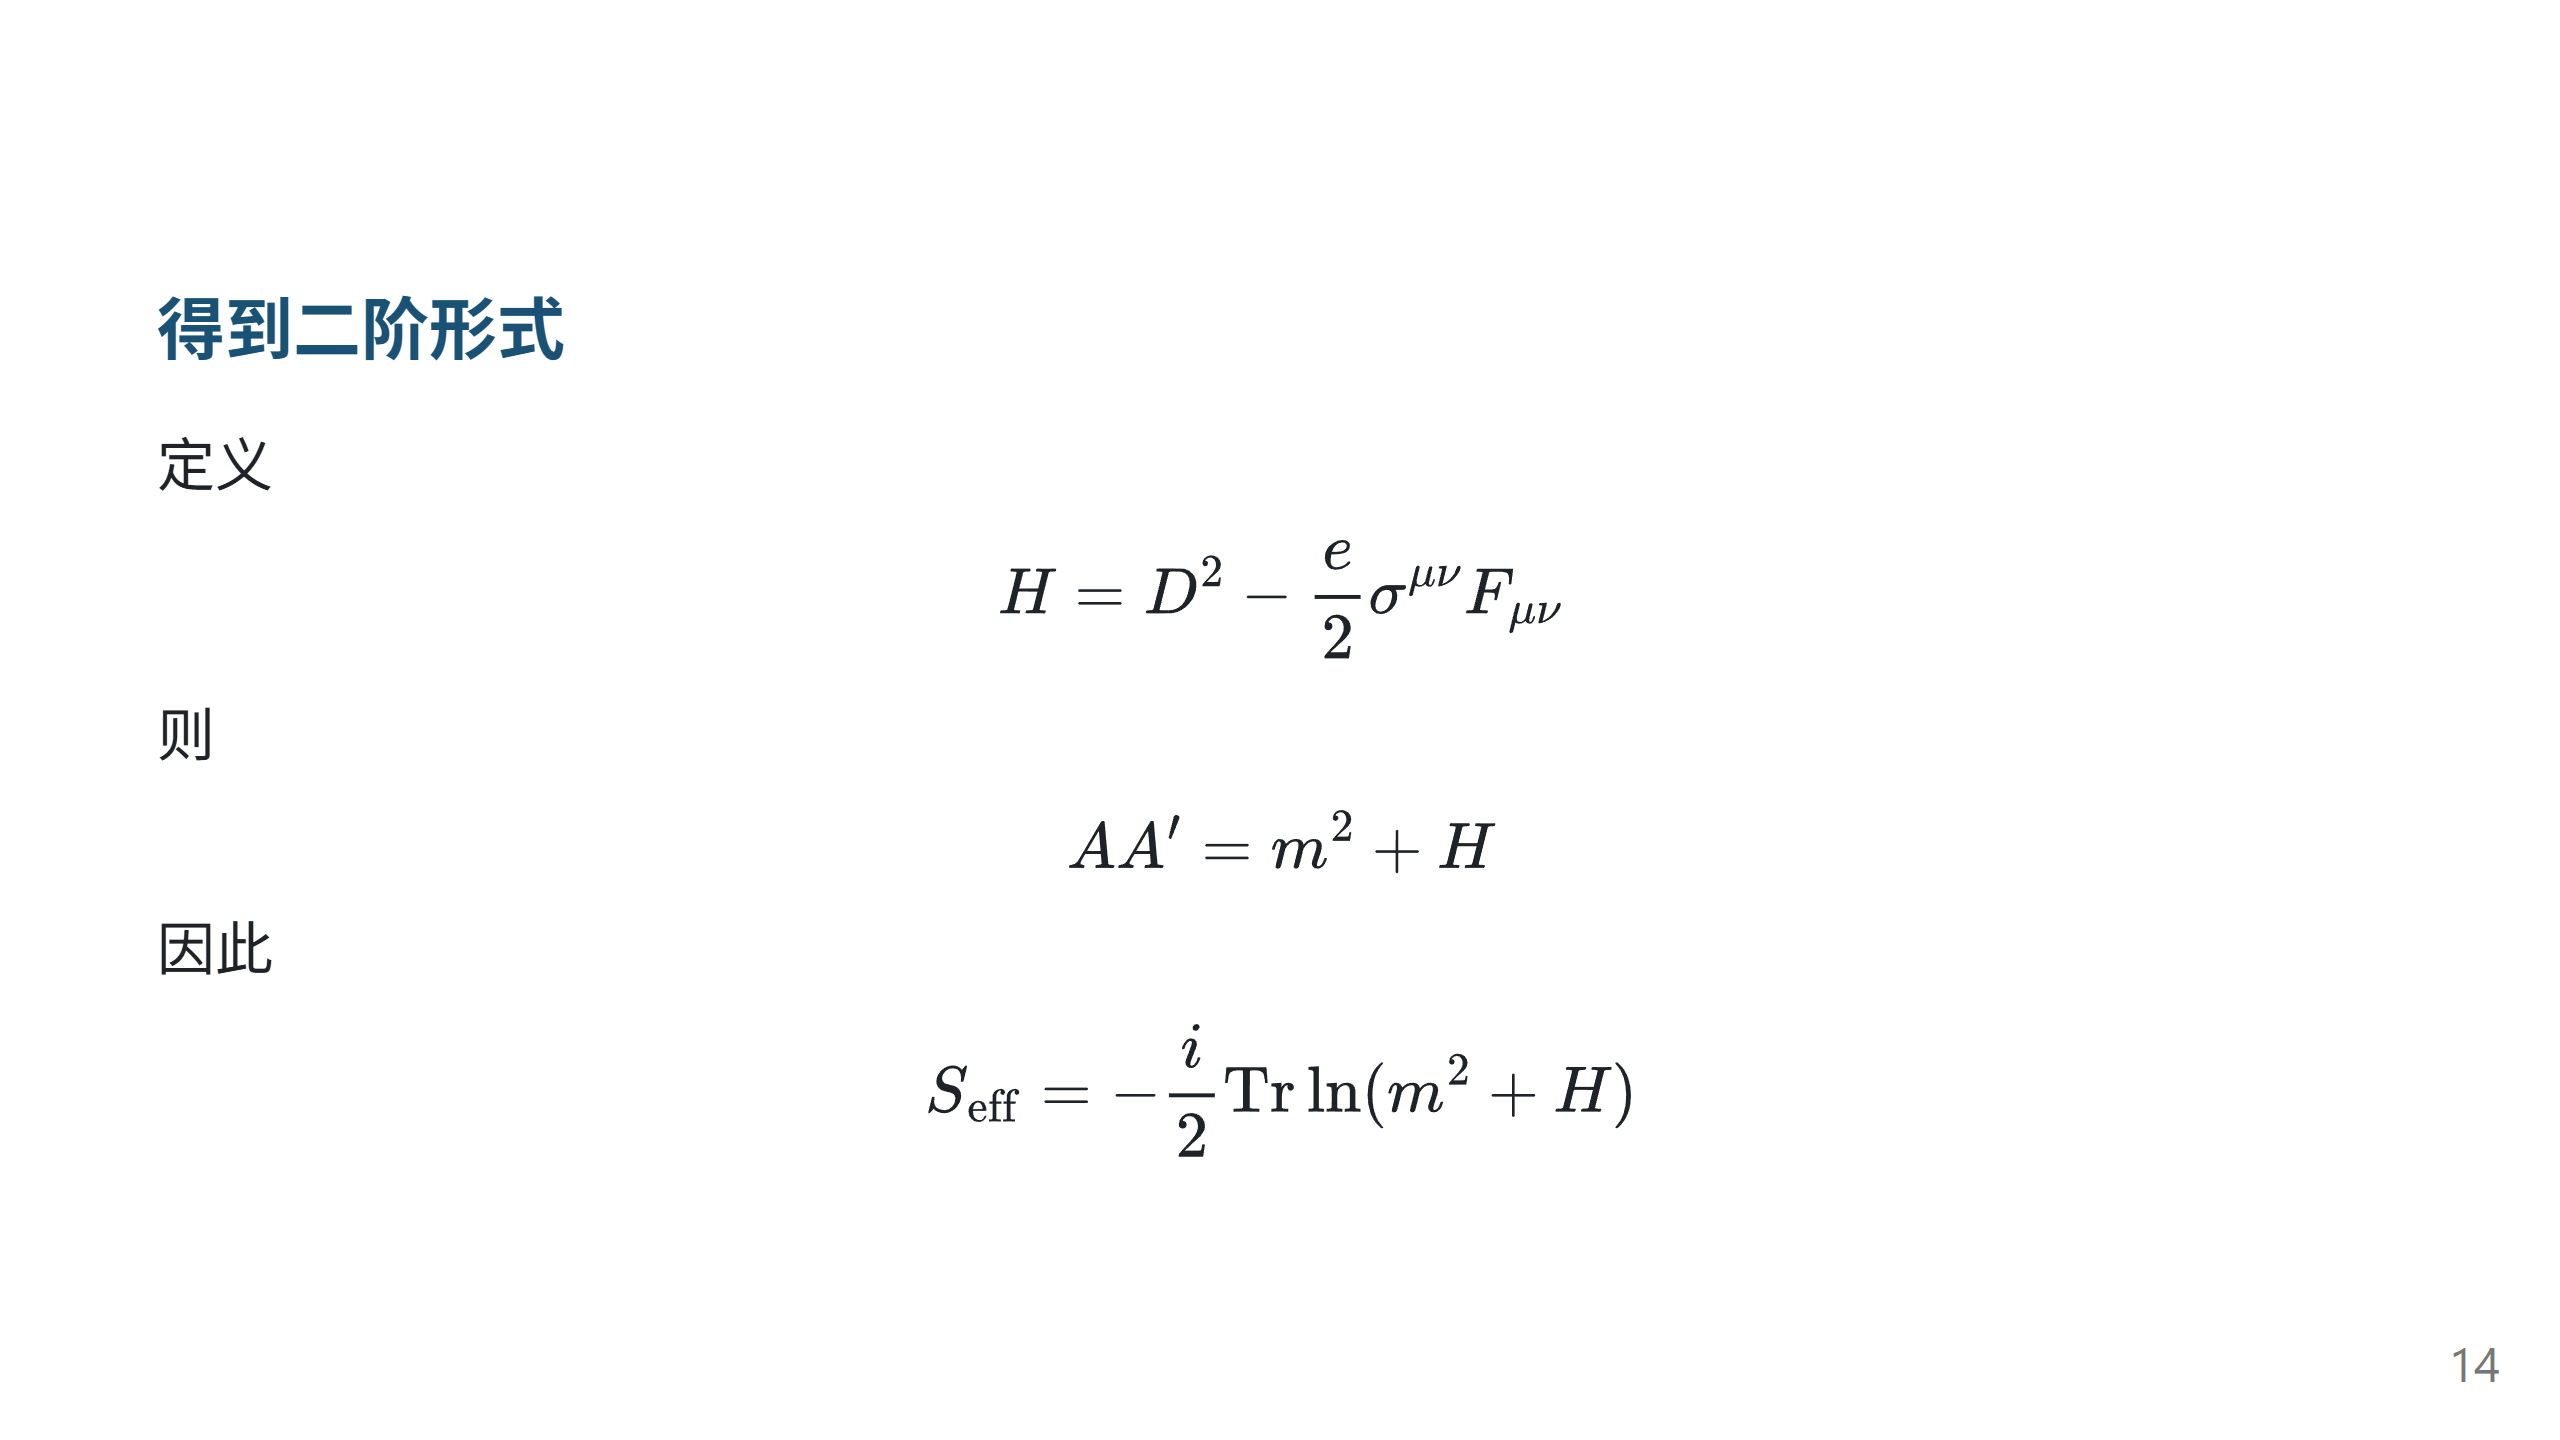 得到二阶形式
定义
$H = D^2 - \frac{e}{2}\sigma^{\mu\nu}F_{\mu\nu}$
则
$AA' = m^2 + H$
因此
$S_{\text{eff}} = -\frac{i}{2}\text{Tr}\ln(m^2 + H)$
14